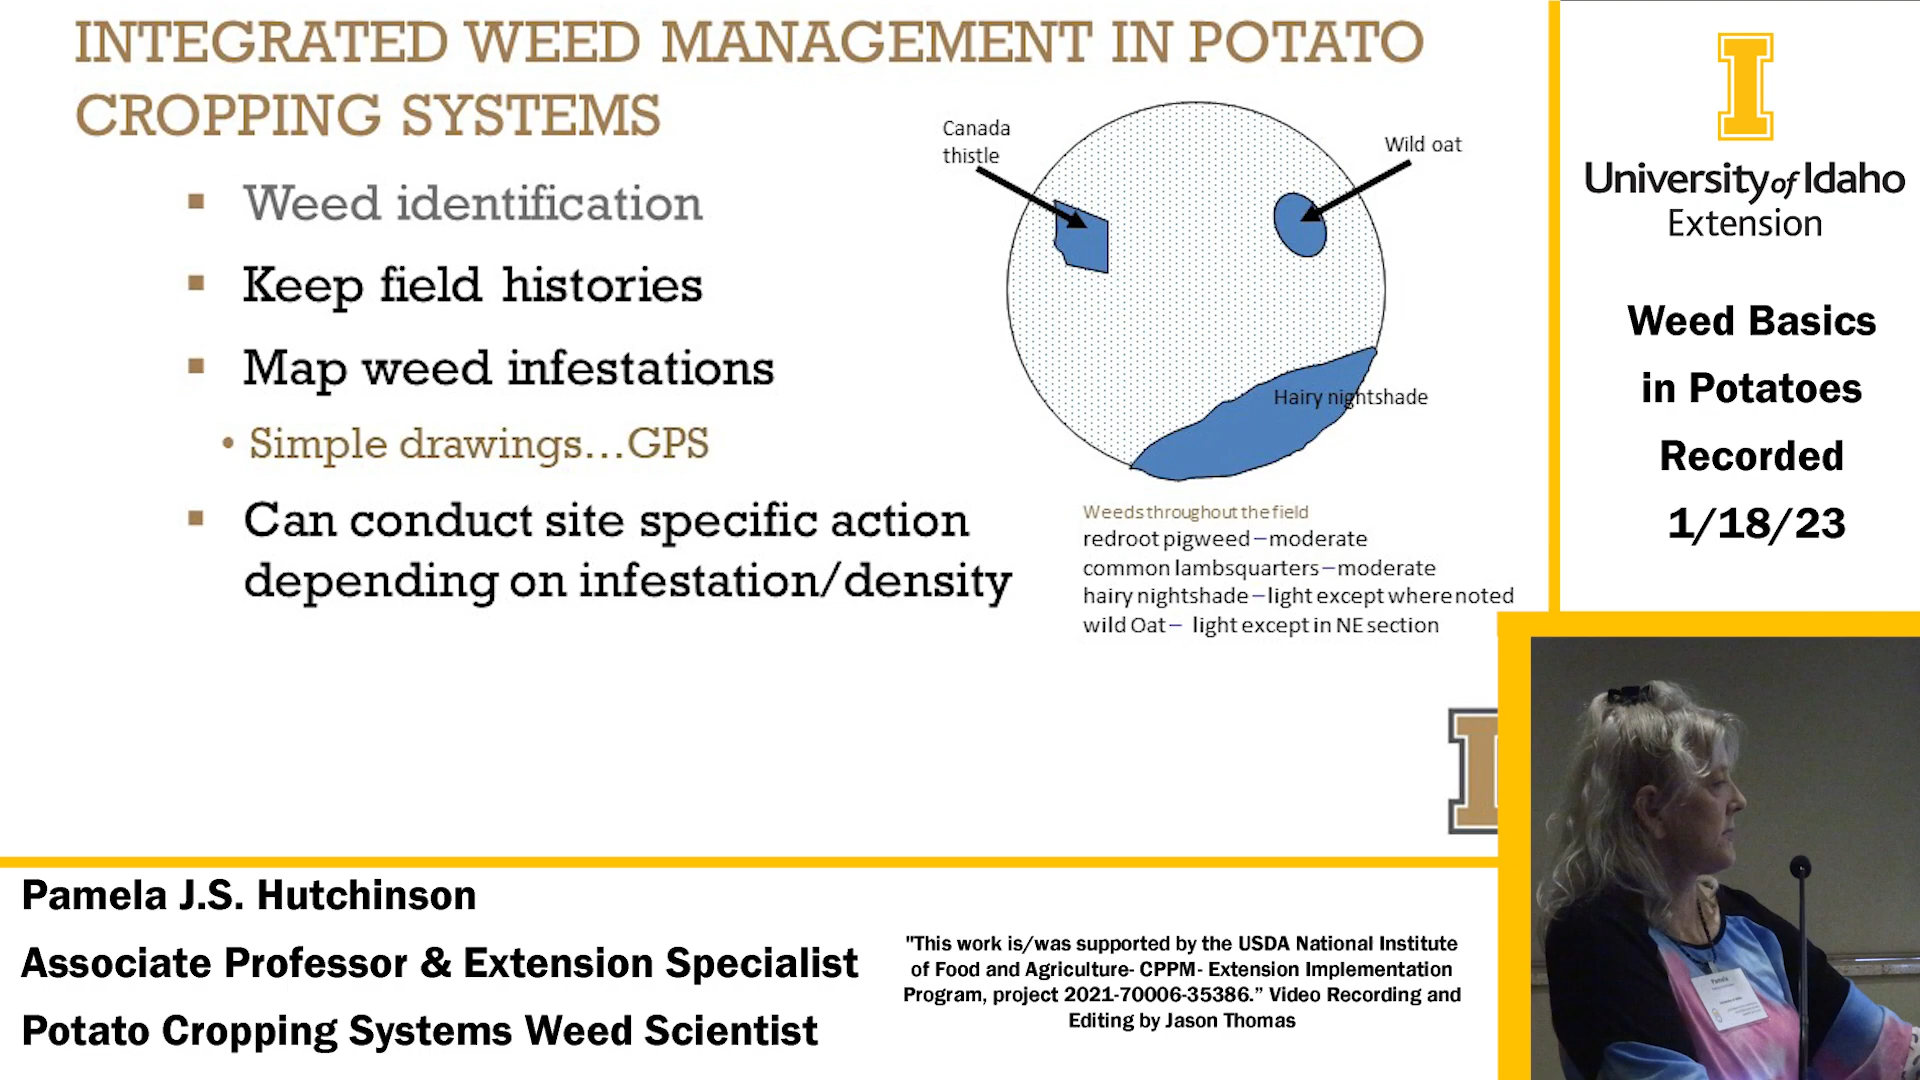 INTEGRATED WEED MANAGEMENT IN POTATO
CROPPING SYSTEMS
Weed identification
Keep field histories
Map weed infestations
Simple drawings...GPS
Can conduct site specific action
depending on infestation/density
Canada
thistle
Wild oat
Hairy nightshade
Weeds throughout the field
redroot pigweed – moderate
common lambsquarters – moderate
hairy nightshade – light except where noted
wild Oat – light except in NE section
I
University of Idaho
Extension
Weed Basics
in Potatoes
Recorded
1/18/23
Pamela J.S. Hutchinson
Associate Professor & Extension Specialist
Potato Cropping Systems Weed Scientist
"This work is/was supported by the USDA National Institute
of Food and Agriculture- CPPM- Extension Implementation
Program, project 2021-70006-35386.” Video Recording and
Editing by Jason Thomas
Pamela